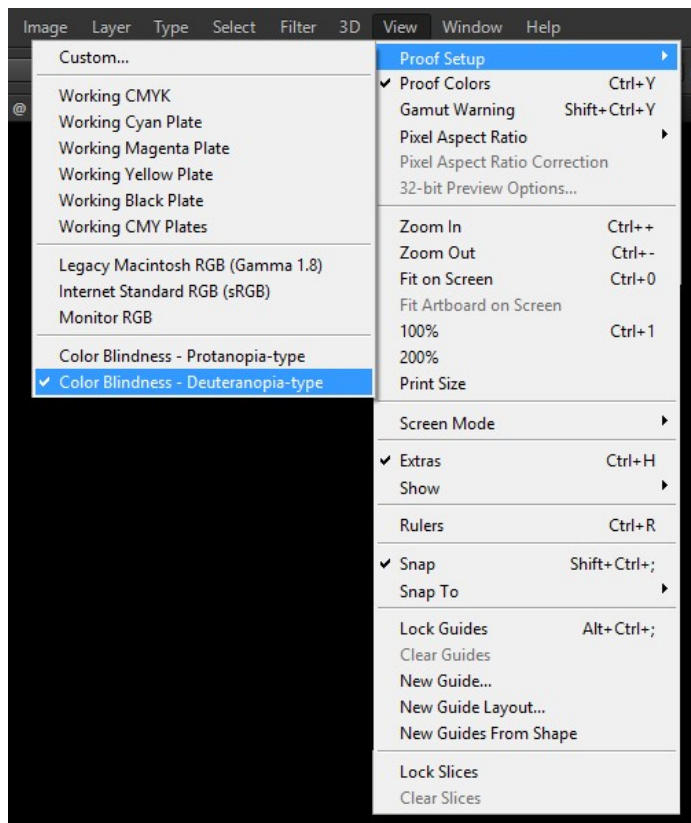 Image Layer Type Select Filter 3D View Window Help
@
Custom...
Working CMYK
Working Cyan Plate
Working Magenta Plate
Working Yellow Plate
Working Black Plate
Working CMY Plates
Legacy Macintosh RGB (Gamma 1.8)
Internet Standard RGB (sRGB)
Monitor RGB
Color Blindness - Protanopia-type
Color Blindness - Deuteranopia-type
Proof Setup
Proof Colors Ctrl+Y
Gamut Warning Shift+Ctrl+Y
Pixel Aspect Ratio
Pixel Aspect Ratio Correction
32-bit Preview Options...
Zoom In Ctrl++
Zoom Out Ctrl+-
Fit on Screen Ctrl+0
Fit Artboard on Screen
100% Ctrl+1
200%
Print Size
Screen Mode
Extras Ctrl+H
Show
Rulers Ctrl+R
Snap Shift+Ctrl+;
Snap To
Lock Guides Alt+Ctrl+;
Clear Guides
New Guide...
New Guide Layout...
New Guides From Shape
Lock Slices
Clear Slices